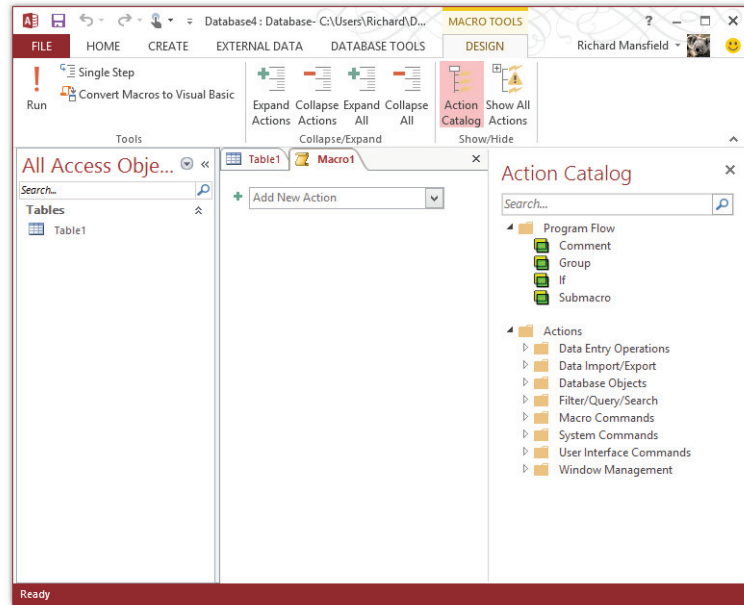 Database4 : Database- C:\Users\Richard\D...
MACRO TOOLS
?
FILE
HOME
CREATE
EXTERNAL DATA
DATABASE TOOLS
DESIGN
Richard Mansfield
Run
Single Step
Convert Macros to Visual Basic
Tools
Expand Actions
Collapse Actions
Expand All
Collapse All
Collapse/Expand
Action Catalog
Show All Actions
Show/Hide
All Access Obje...
Search...
Tables
Table1
Table1
Macro1
Add New Action
Action Catalog
Search...
Program Flow
Comment
Group
If
Submacro
Actions
Data Entry Operations
Data Import/Export
Database Objects
Filter/Query/Search
Macro Commands
System Commands
User Interface Commands
Window Management
Ready